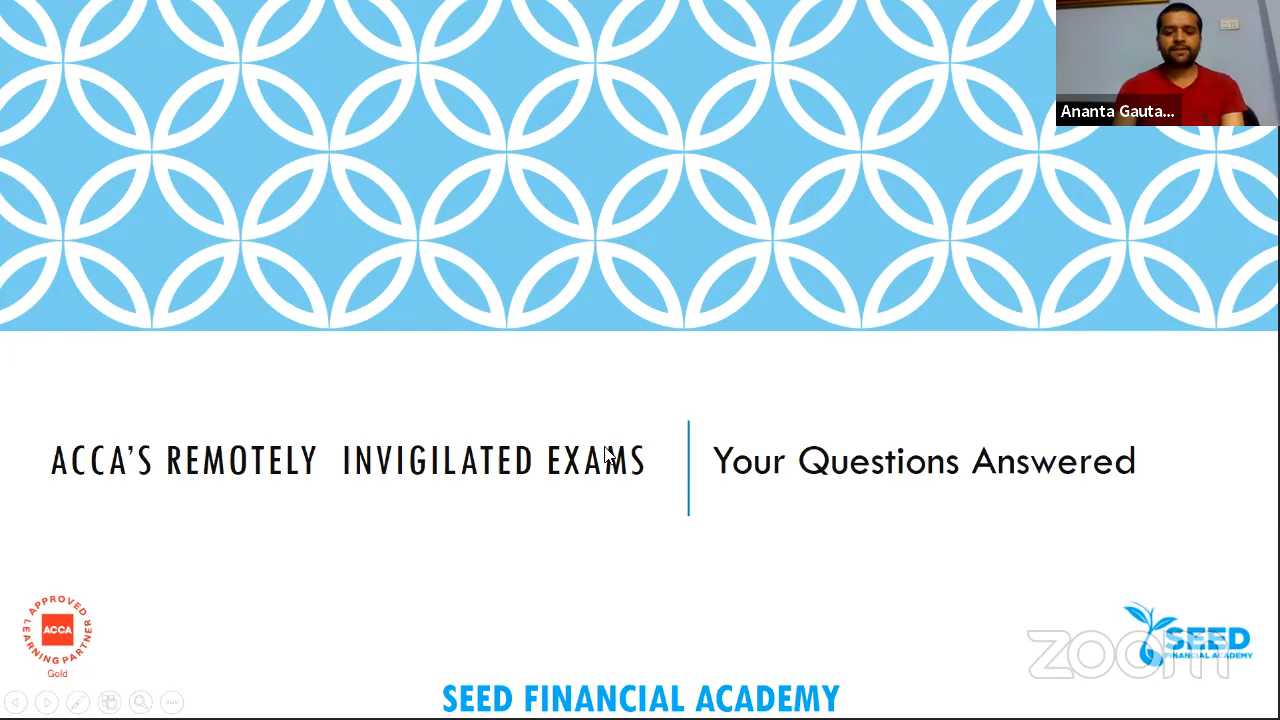 Ananta Gauta...
ACCA'S REMOTELY INVIGILATED EXAMS
Your Questions Answered
APPROVED
ACCA
LEARNING PARTNER
Gold
SEED
FINANCIAL ACADEMY
zoom
SEED FINANCIAL ACADEMY